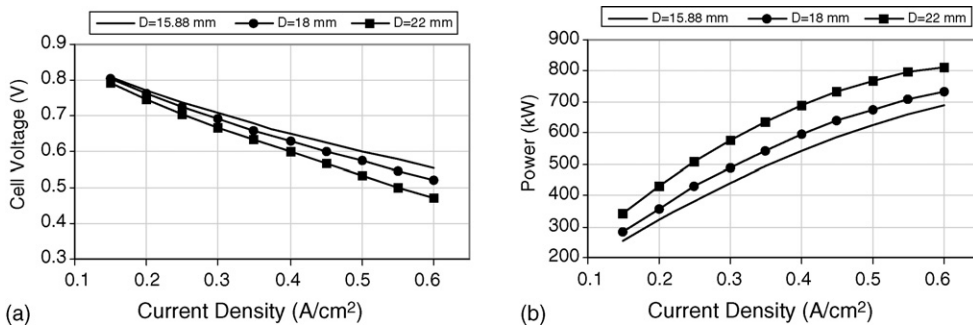 D=15.88 mm D=18 mm D=22 mm
0.9
0.8
0.7
0.6
0.5
0.4
0.3
Cell Voltage (V)
0.1 0.2 0.3 0.4 0.5 0.6
Current Density (A/cm²)
(a)
D=15.88 mm D=18 mm D=22 mm
900
800
700
600
500
400
300
200
Power (kW)
0.1 0.2 0.3 0.4 0.5 0.6
Current Density (A/cm²)
(b)